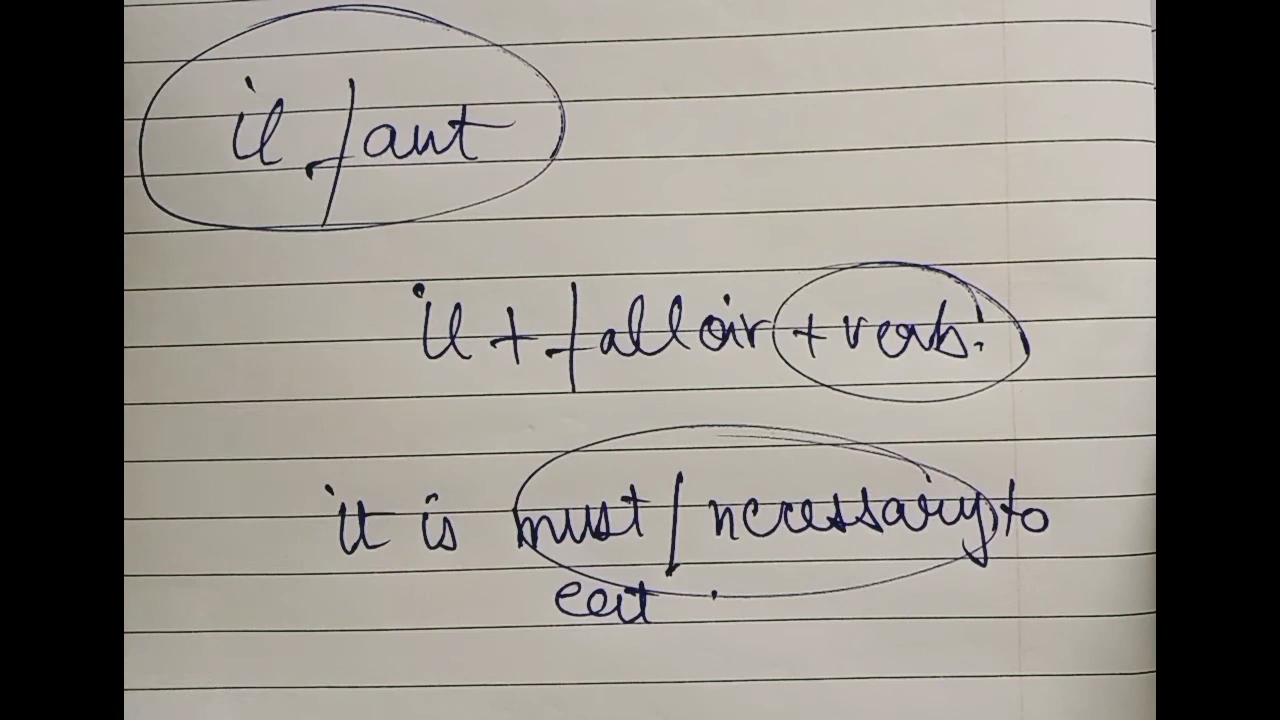 il faut
il + falloir + verb.
it is must / necessary to
eat .